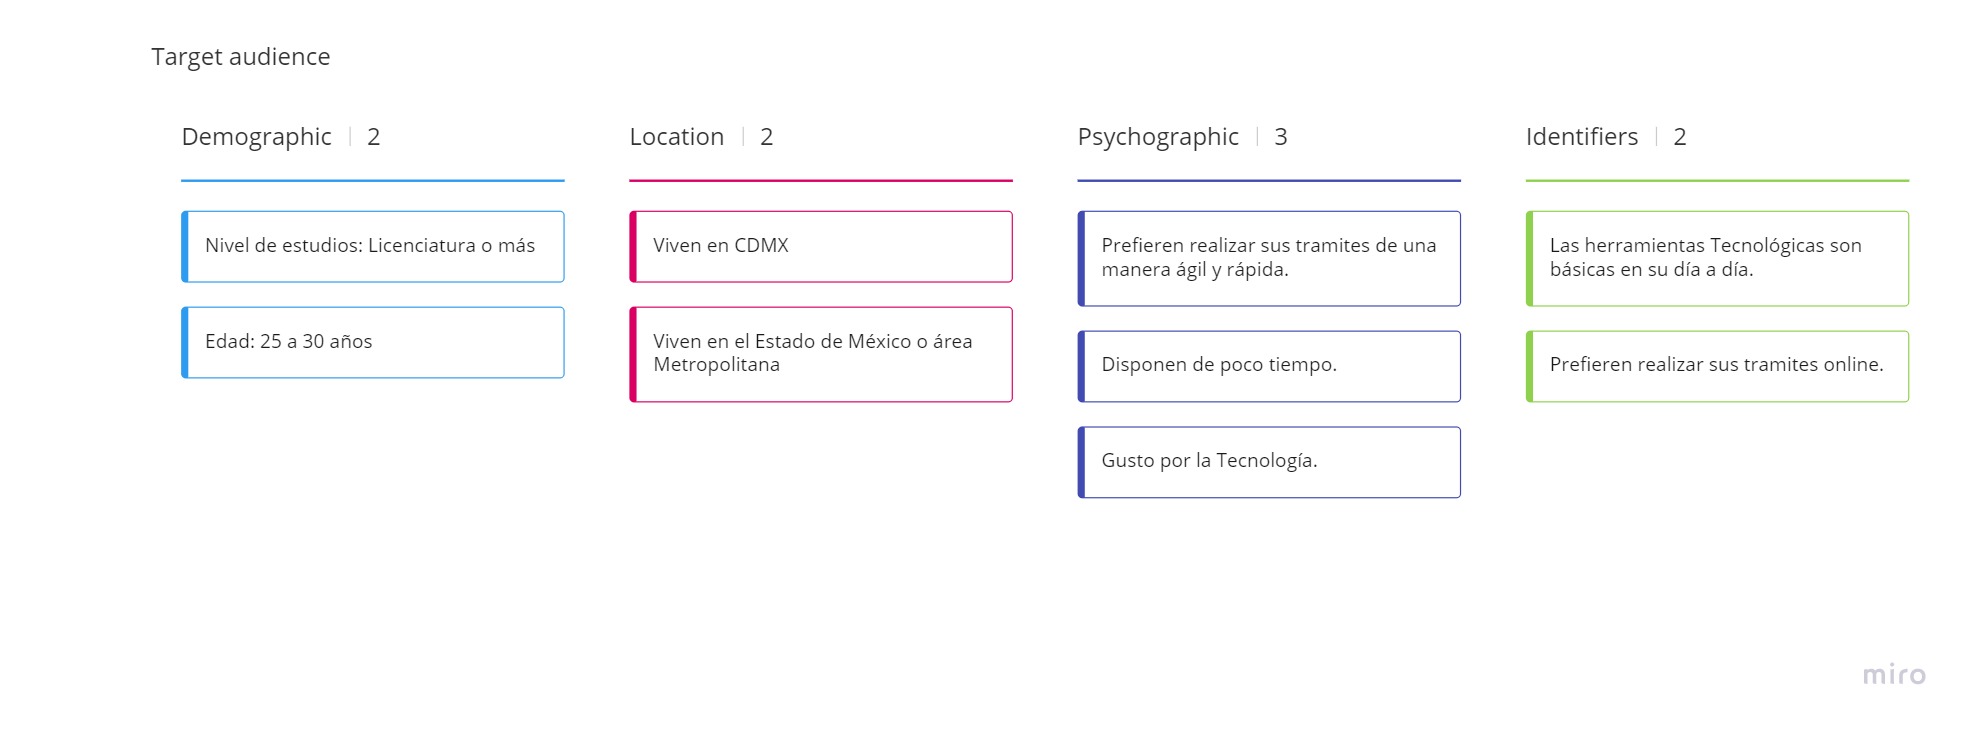 Target audience
Demographic | 2
Nivel de estudios: Licenciatura o más
Edad: 25 a 30 años
Location | 2
Viven en CDMX
Viven en el Estado de México o área
Metropolitana
Psychographic | 3
Prefieren realizar sus tramites de una
manera ágil y rápida.
Disponen de poco tiempo.
Gusto por la Tecnología.
Identifiers | 2
Las herramientas Tecnológicas son
básicas en su día a día.
Prefieren realizar sus tramites online.
miro